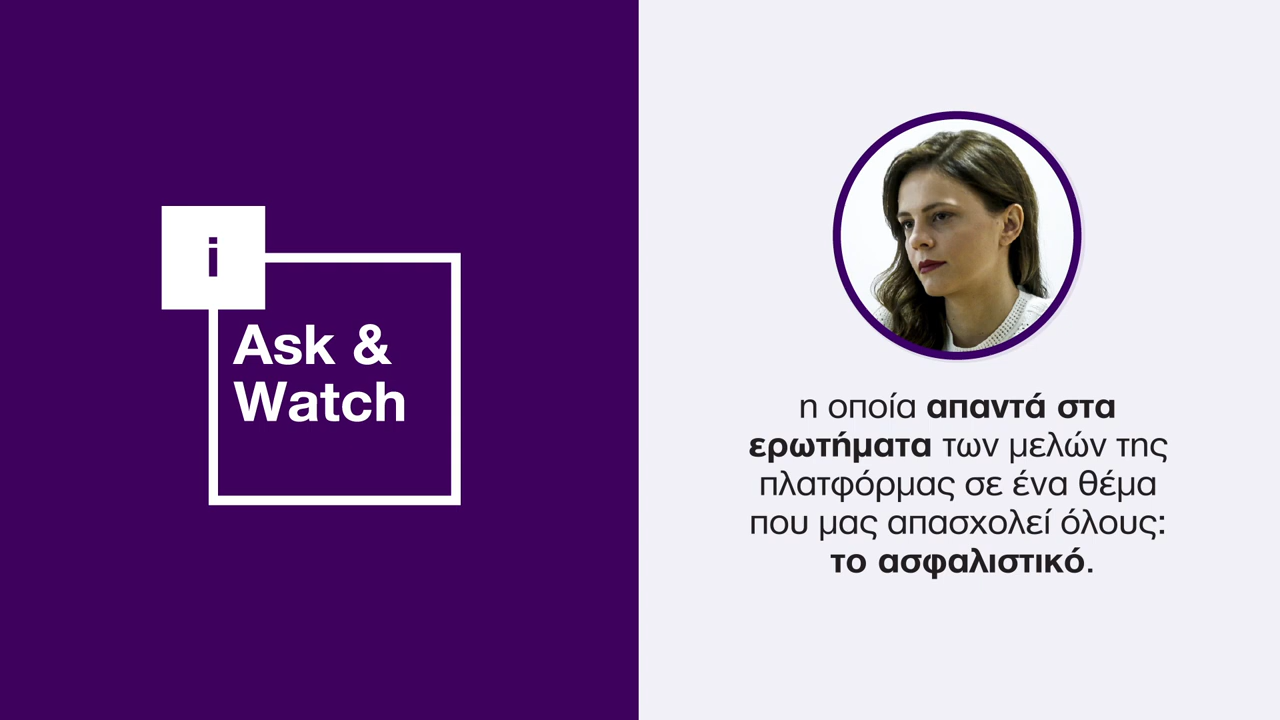 i
Ask &
Watch
η οποία απαντά στα
ερωτήματα των μελών της
πλατφόρμας σε ένα θέμα
που μας απασχολεί όλους:
το ασφαλιστικό.